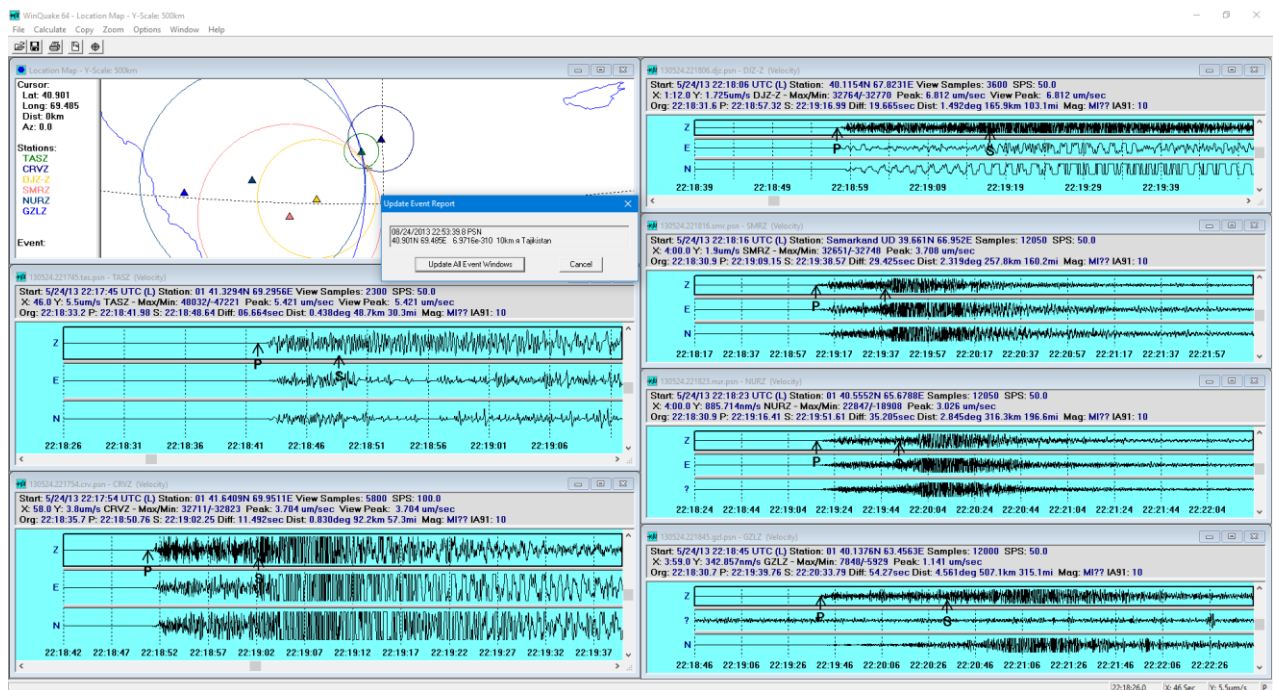 WinQuake 64 - Location Map - Y-Scale: 500km
File Calculate Copy Zoom Options Window Help
Location Map - Y-Scale: 500km
Cursor:
Lat: 40.901
Long: 69.485
Dist: 0km
Az: 0.0
Stations:
TASZ
CRVZ
DJZ-Z
SMRZ
NURZ
GZLZ
Event:
Update Event Report
08/24/2013 22:53:39.8 PSN
40.901N 69.485E 6.9716e-310 10km в Tajikistan
Update All Event Windows Cancel
130524.221745.tas.psn - TASZ (Velocity)
Start: 5/24/13 22:17:45 UTC (L) Station: 01 41.3294N 69.2956E View Samples: 2300 SPS: 50.0
X: 46.0 Y: 5.5um/s TASZ - Max/Min: 48032/-47221 Peak: 5.421 um/sec View Peak: 5.421 um/sec
Org: 22:18:33.2 P: 22:18:41.98 S: 22:18:48.64 Diff: 06.664sec Dist: 0.438deg 48.7km 30.3mi Mag: Ml?? IA91: 10
Z
P
S
E
N
22:18:26 22:18:31 22:18:36 22:18:41 22:18:46 22:18:51 22:18:56 22:19:01 22:19:06
130524.221754.crv.psn - CRVZ (Velocity)
Start: 5/24/13 22:17:54 UTC (L) Station: 01 41.6409N 69.9511E View Samples: 5800 SPS: 100.0
X: 58.0 Y: 3.8um/s CRVZ - Max/Min: 32711/-32823 Peak: 3.704 um/sec View Peak: 3.704 um/sec
Org: 22:18:35.7 P: 22:18:50.76 S: 22:19:02.25 Diff: 11.492sec Dist: 0.830deg 92.2km 57.3mi Mag: Ml?? IA91: 10
Z
P
S
E
N
22:18:42 22:18:47 22:18:52 22:18:57 22:19:02 22:19:07 22:19:12 22:19:17 22:19:22 22:19:27 22:19:32 22:19:37
130524.221806.djz.psn - DJZ-Z (Velocity)
Start: 5/24/13 22:18:06 UTC (L) Station: 40.1154N 67.8231E View Samples: 3600 SPS: 50.0
X: 1:12.0 Y: 1.725um/s DJZ-Z - Max/Min: 32764/-32770 Peak: 6.812 um/sec View Peak: 6.812 um/sec
Org: 22:18:31.6 P: 22:18:57.32 S: 22:19:16.99 Diff: 19.665sec Dist: 1.492deg 165.9km 103.1mi Mag: Ml?? IA91: 10
Z
P
E
S
N
22:18:39 22:18:49 22:18:59 22:19:09 22:19:19 22:19:29 22:19:39
130524.221816.smr.psn - SMRZ (Velocity)
Start: 5/24/13 22:18:16 UTC (L) Station: Samarkand UD 39.661N 66.952E Samples: 12050 SPS: 50.0
X: 4:00.0 Y: 1.9um/s SMRZ - Max/Min: 32651/-32748 Peak: 3.708 um/sec
Org: 22:18:30.9 P: 22:19:09.15 S: 22:19:38.57 Diff: 29.425sec Dist: 2.319deg 257.8km 160.2mi Mag: Ml?? IA91: 10
Z
P
S
E
N
22:18:17 22:18:37 22:18:57 22:19:24 22:19:37 22:19:57 22:20:17 22:20:37 22:20:57 22:21:17 22:21:37 22:21:57
130524.221823.nur.psn - NURZ (Velocity)
Start: 5/24/13 22:18:23 UTC (L) Station: 01 40.5552N 65.6788E Samples: 12050 SPS: 50.0
X: 4:00.0 Y: 885.714nm/s NURZ - Max/Min: 22847/-18908 Peak: 3.026 um/sec
Org: 22:18:30.9 P: 22:19:16.41 S: 22:19:51.61 Diff: 35.205sec Dist: 2.845deg 316.3km 196.6mi Mag: Ml?? IA91: 10
Z
P
S
E
?
22:18:24 22:18:44 22:19:04 22:19:24 22:19:44 22:20:04 22:20:24 22:20:44 22:21:04 22:21:24 22:21:44 22:22:04
130524.221845.gzl.psn - GZLZ (Velocity)
Start: 5/24/13 22:18:45 UTC (L) Station: 01 40.1376N 63.4563E Samples: 12000 SPS: 50.0
X: 3:59.0 Y: 342.857nm/s GZLZ - Max/Min: 7848/-5929 Peak: 1.141 um/sec
Org: 22:18:30.7 P: 22:19:39.76 S: 22:20:33.79 Diff: 54.27sec Dist: 4.561deg 507.1km 315.1mi Mag: Ml?? IA91: 10
Z
P
S
?
N
22:18:46 22:19:06 22:19:26 22:19:46 22:20:06 22:20:26 22:20:46 22:21:06 22:21:26 22:21:46 22:22:06 22:22:26
22:18:26.0 X: 46 Sec Y: 5.5um/s P